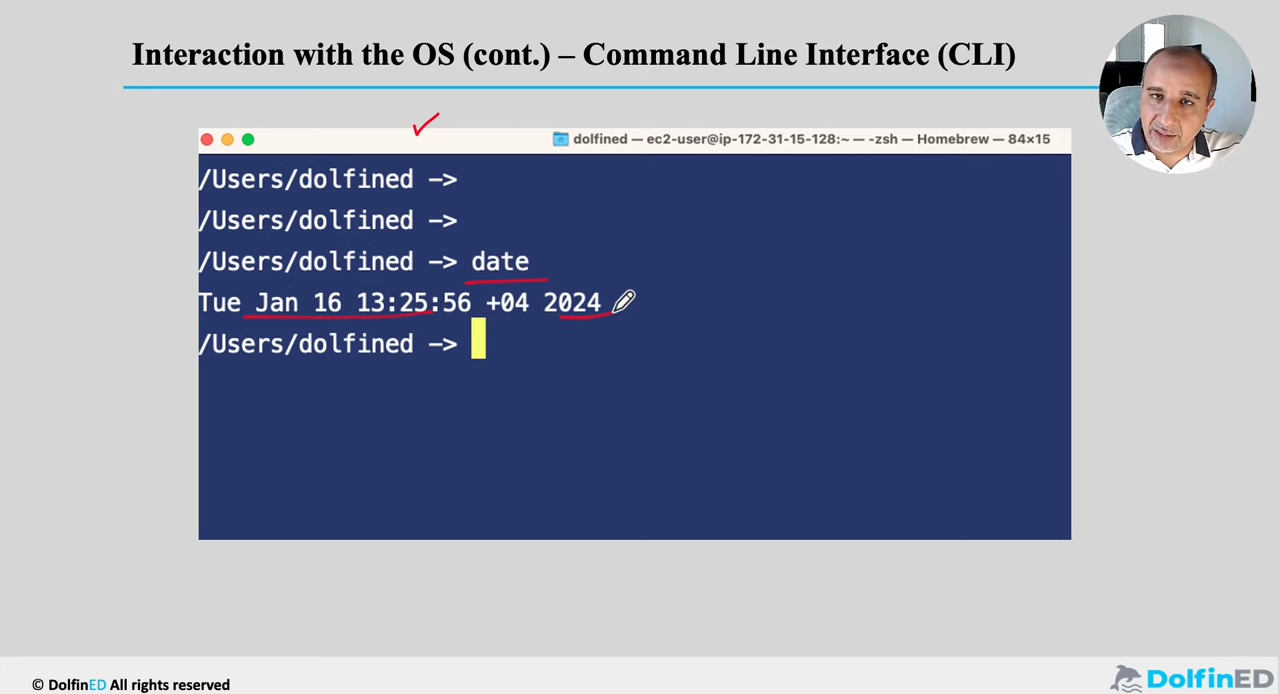 Interaction with the OS (cont.) – Command Line Interface (CLI)
dolfined — ec2-user@ip-172-31-15-128:~ — -zsh — Homebrew — 84×15
/Users/dolfined ->
/Users/dolfined ->
/Users/dolfined -> date
Tue Jan 16 13:25:56 +04 2024
/Users/dolfined ->
© DolfinED All rights reserved
DolfinED